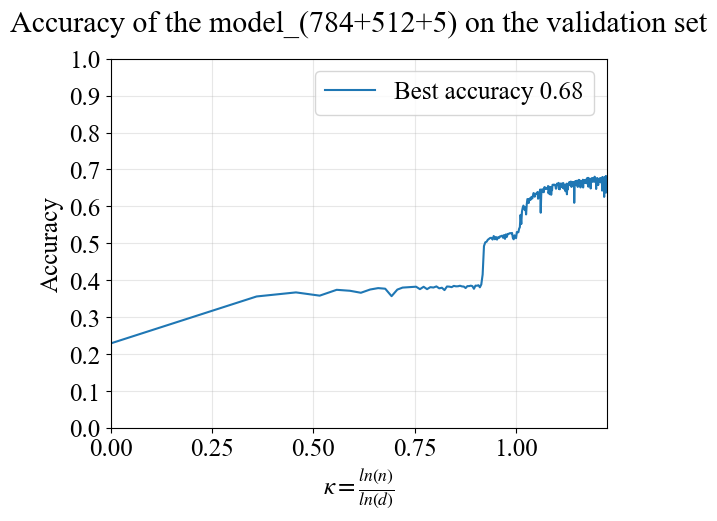 Accuracy of the model_(784+512+5) on the validation set
1.0
0.9
0.8
0.7
0.6
0.5
0.4
0.3
0.2
0.1
0.0
Accuracy
Best accuracy 0.68
0.00 0.25 0.50 0.75 1.00
κ = ln(n)/ln(d)